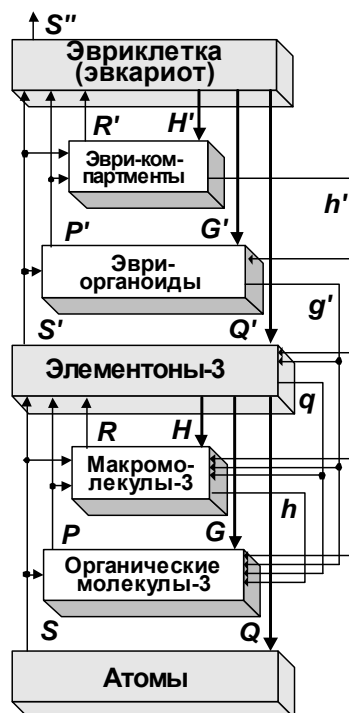 S''
Эвриклетка
(эвкариот)
R'
H'
Эври-ком-
партменты
h'
P'
G'
Эври-
органоиды
g'
S'
Q'
Элементоны-3
q
R
H
Макромо-
лекулы-3
h
P
G
Органические
молекулы-3
S
Q
Атомы